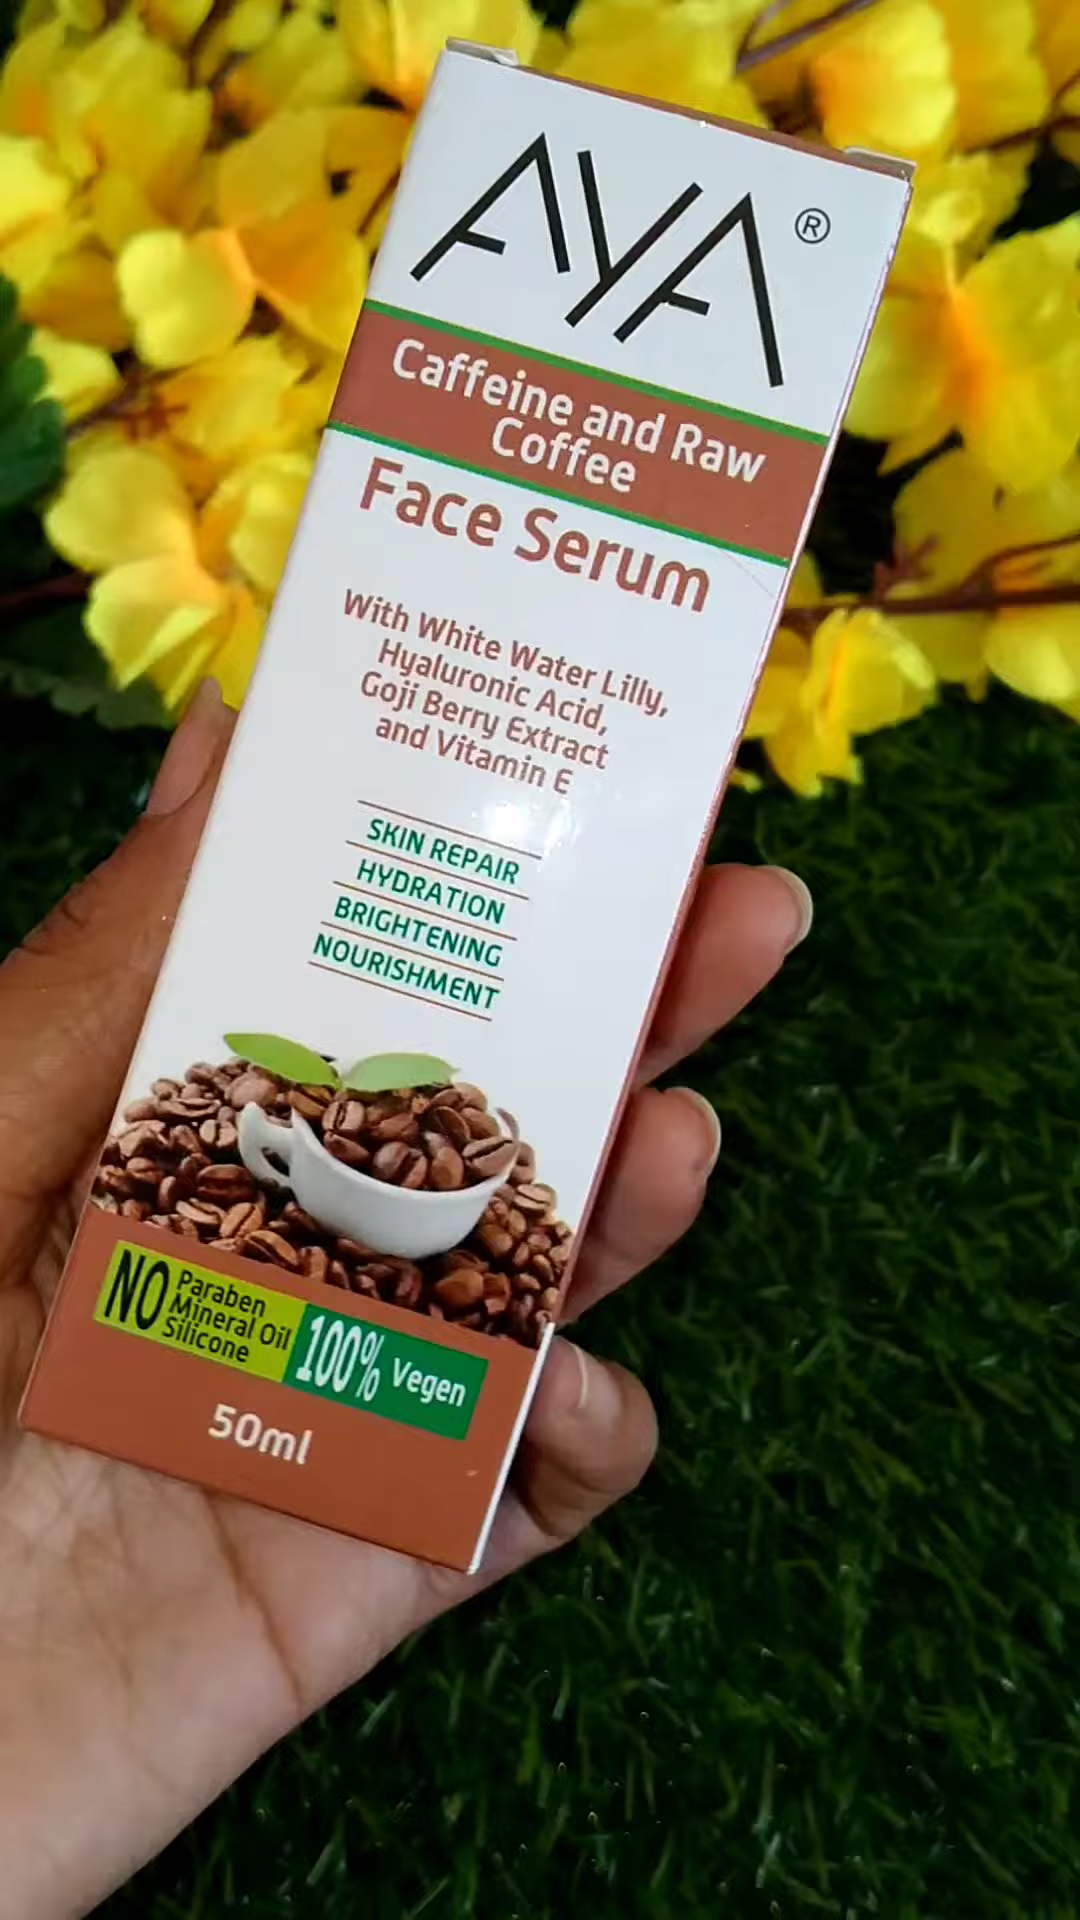 AYA®
Caffeine and Raw
Coffee
Face Serum
With White Water Lilly,
Hyaluronic Acid,
Goji Berry Extract
and Vitamin E
SKIN REPAIR
HYDRATION
BRIGHTENING
NOURISHMENT
NO
Paraben
Mineral Oil
Silicone
100% Vegen
50ml